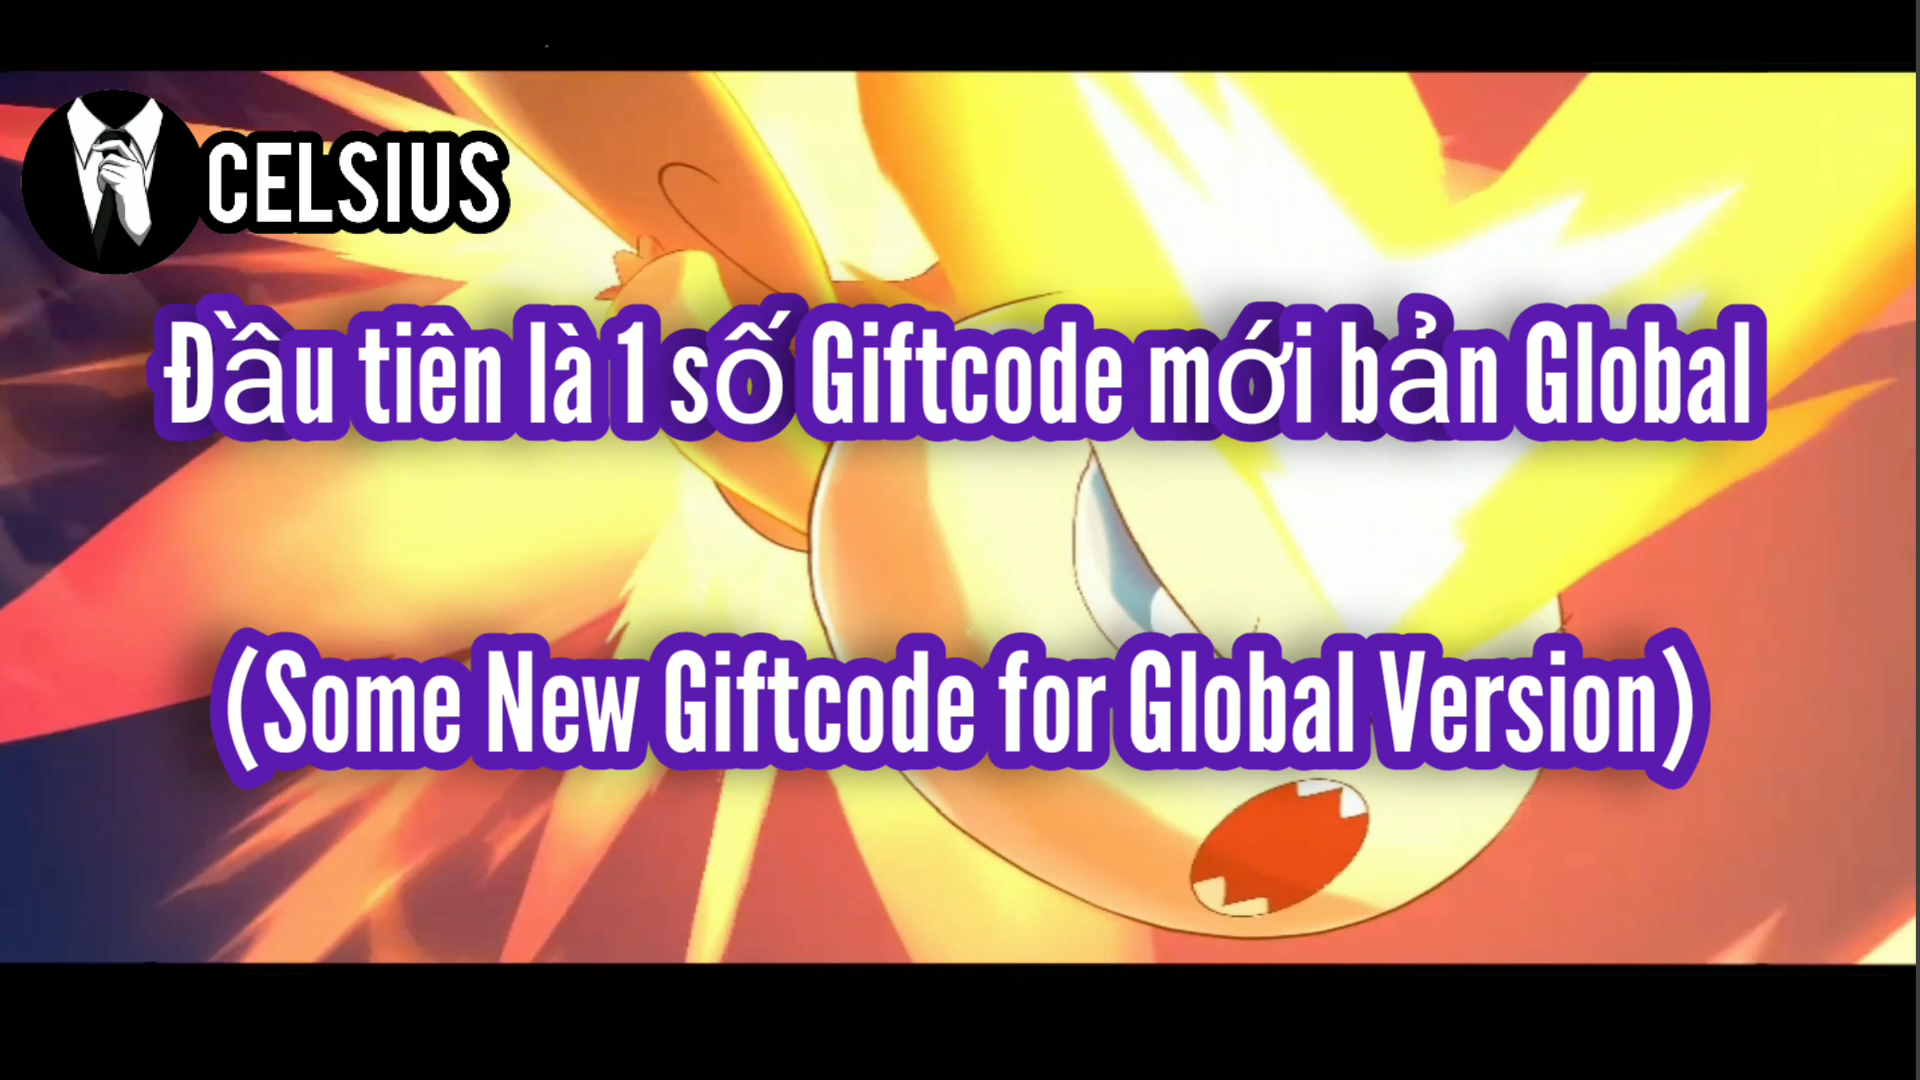 CELSIUS
Đầu tiên là 1 số Giftcode mới bản Global
(Some New Giftcode for Global Version)